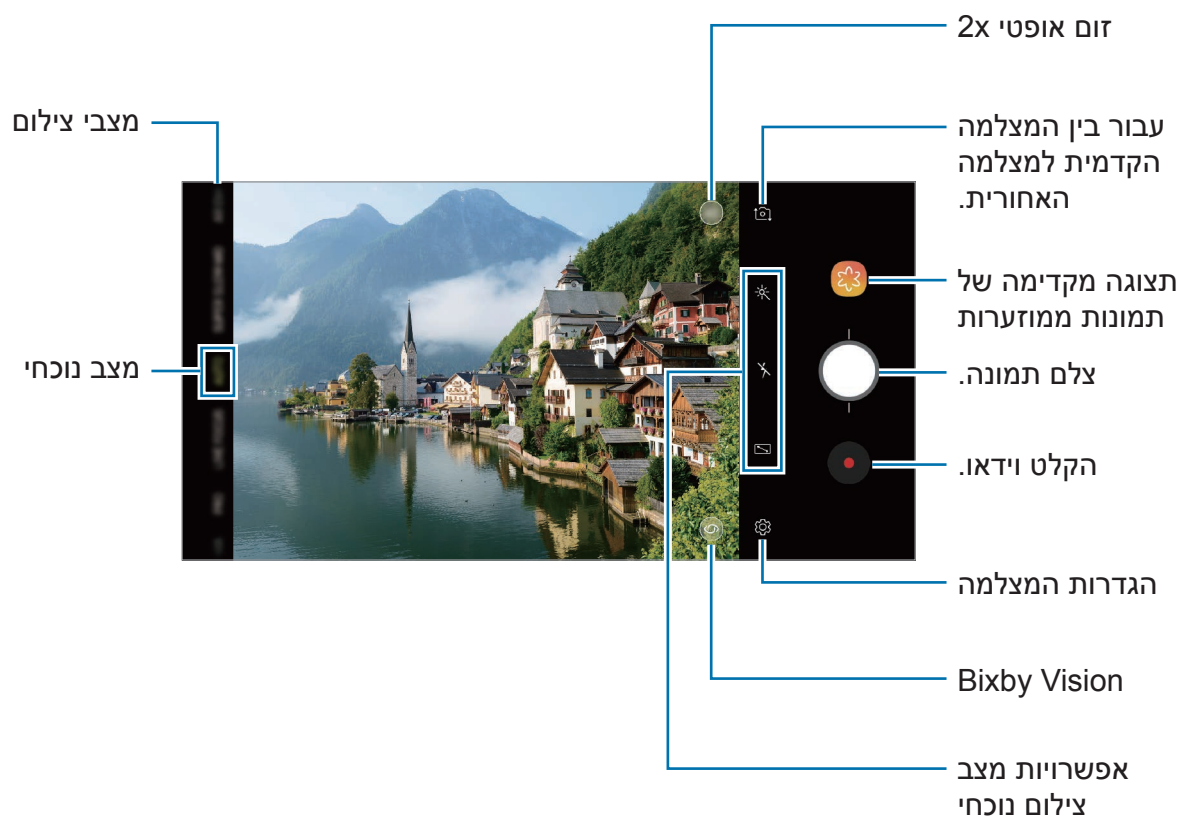 זום אופטי 2x
מצבי צילום
עבור בין המצלמה
הקדמית למצלמה
האחורית.
תצוגה מקדימה של
תמונות ממוזערות
מצב נוכחי
צלם תמונה.
הקלט וידאו.
הגדרות המצלמה
Bixby Vision
אפשרויות מצב
צילום נוכחי